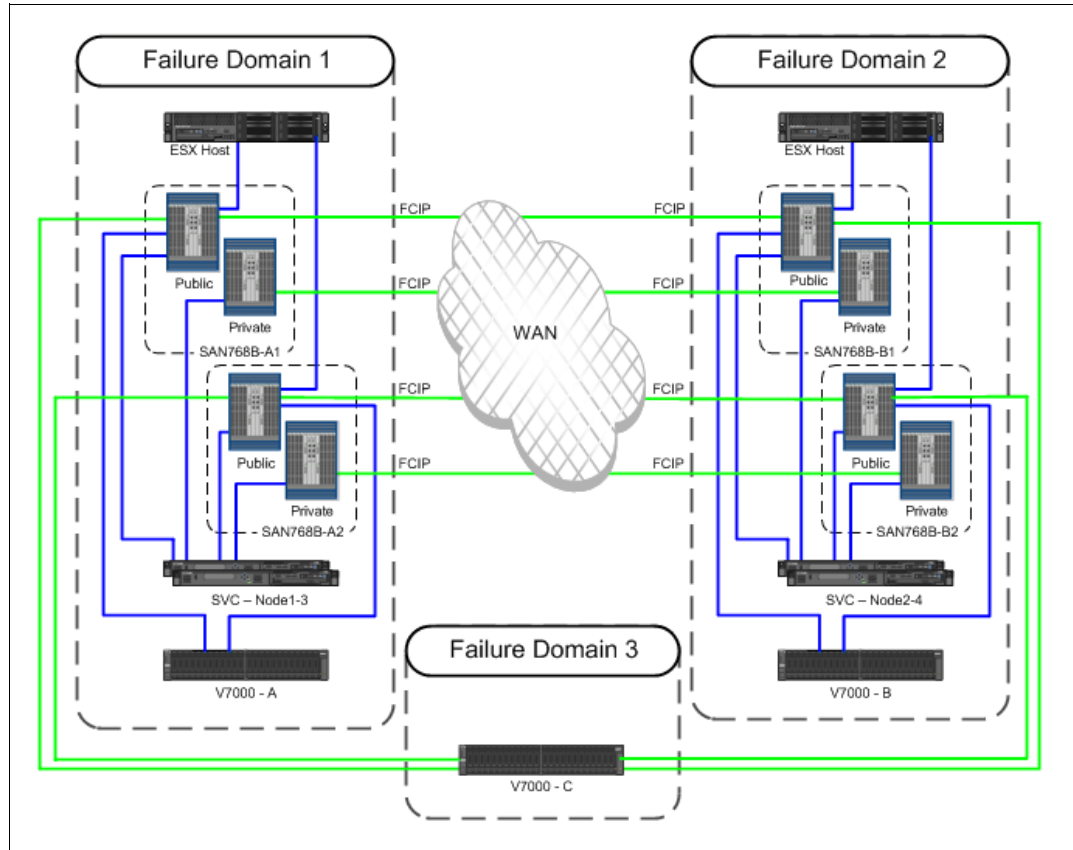 Failure Domain 1
Failure Domain 2
ESX Host
ESX Host
FCIP
FCIP
Public
Public
FCIP
FCIP
Private
Private
WAN
SAN768B-A1
SAN768B-B1
FCIP
FCIP
Public
Public
FCIP
FCIP
Private
Private
SAN768B-A2
SAN768B-B2
SVC – Node1-3
SVC – Node2-4
Failure Domain 3
V7000 - A
V7000 - B
V7000 - C